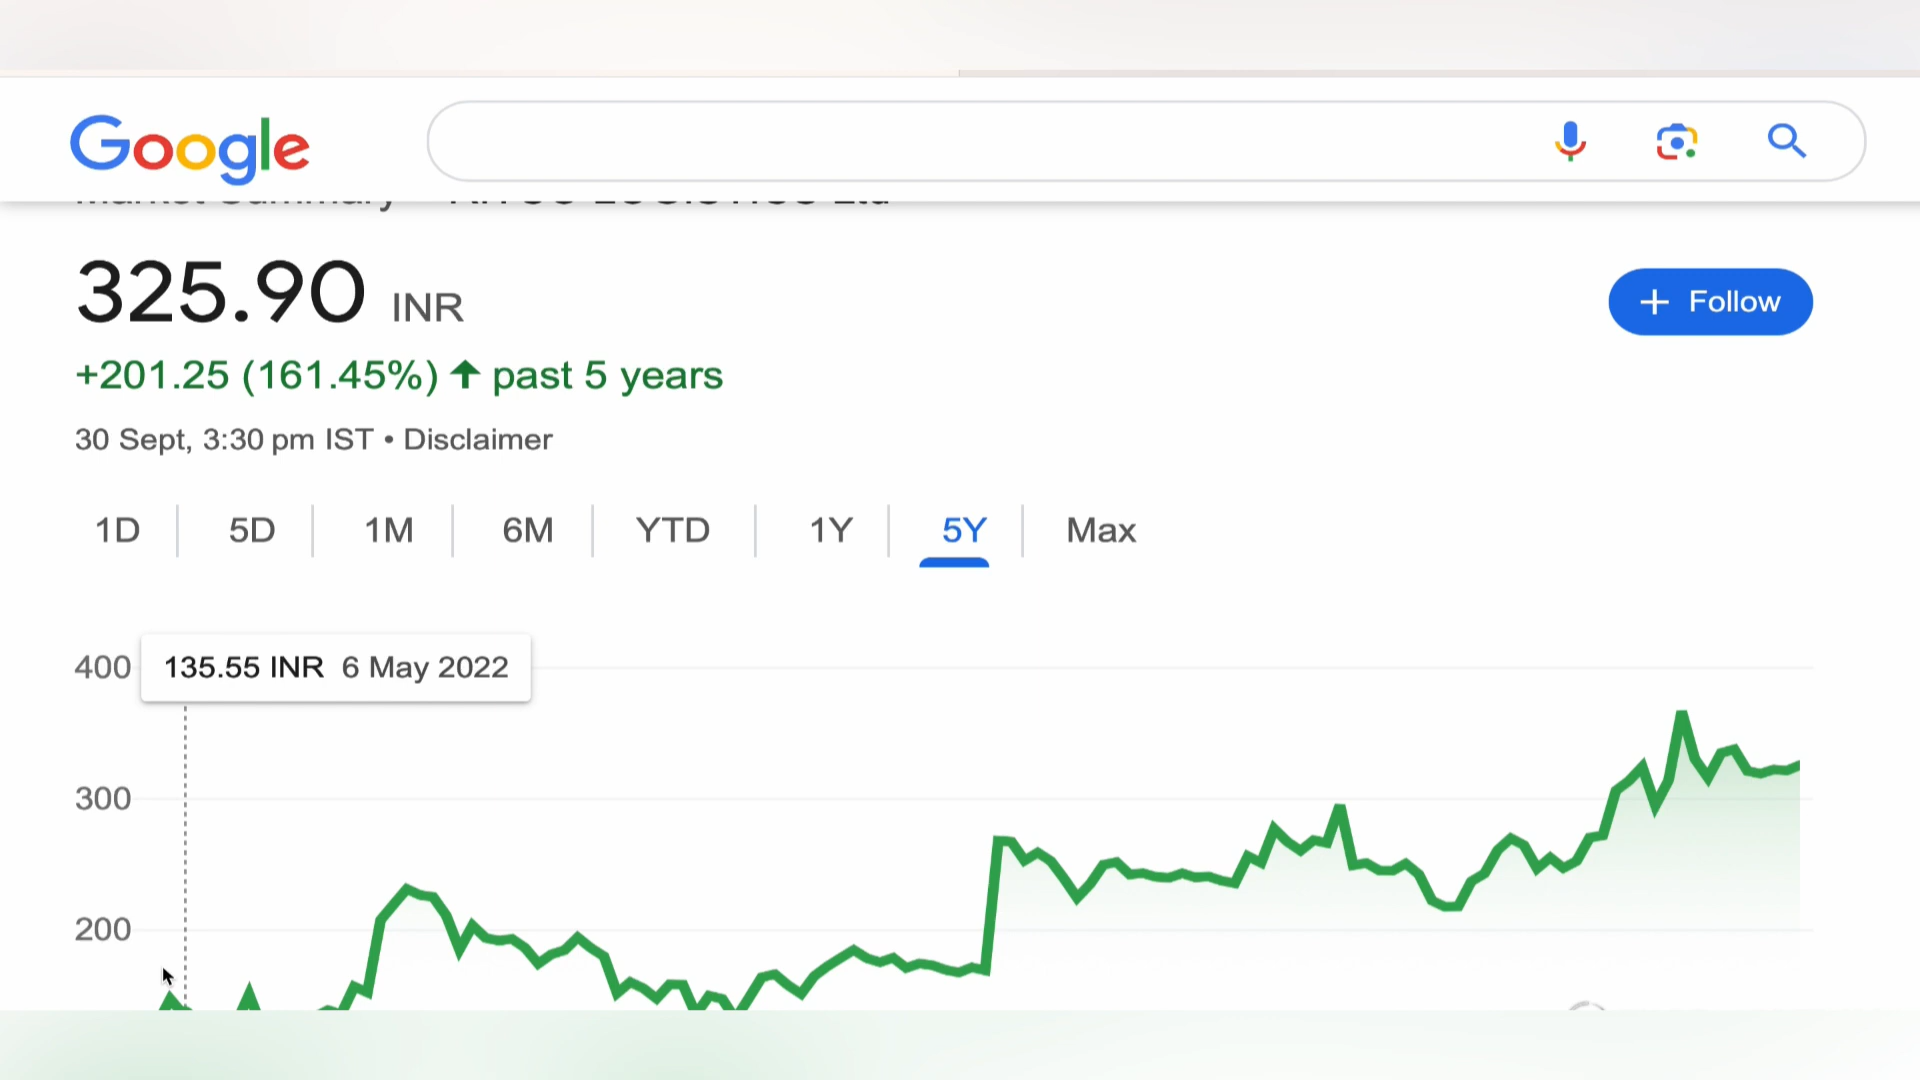 Google
325.90 INR
+ Follow
+201.25 (161.45%) ↑ past 5 years
30 Sept, 3:30 pm IST • Disclaimer
1D 5D 1M 6M YTD 1Y 5Y Max
400
135.55 INR 6 May 2022
300
200